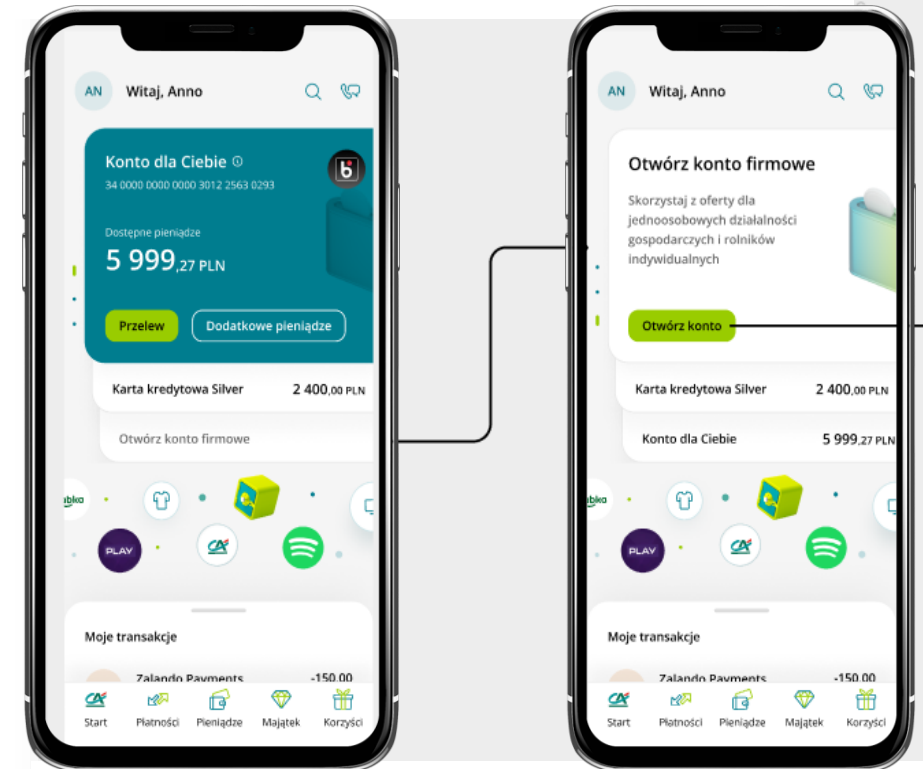 AN Witaj, Anno
Konto dla Ciebie
34 0000 0000 0000 3012 2563 0293
Dostępne pieniądze
5 999,27 PLN
Przelew Dodatkowe pieniądze
Karta kredytowa Silver 2 400,00 PLN
Otwórz konto firmowe
abka
PLAY
Moje transakcje
Zalando Payments -150,00
Start Płatności Pieniądze Majątek Korzyści
AN Witaj, Anno
Otwórz konto firmowe
Skorzystaj z oferty dla
jednoosobowych działalności
gospodarczych i rolników
indywidualnych
Otwórz konto
Karta kredytowa Silver 2 400,00 PLN
Konto dla Ciebie 5 999,27 PLN
bka
PLAY
Moje transakcje
Zalando Payments -150,00
Start Płatności Pieniądze Majątek Korzyści